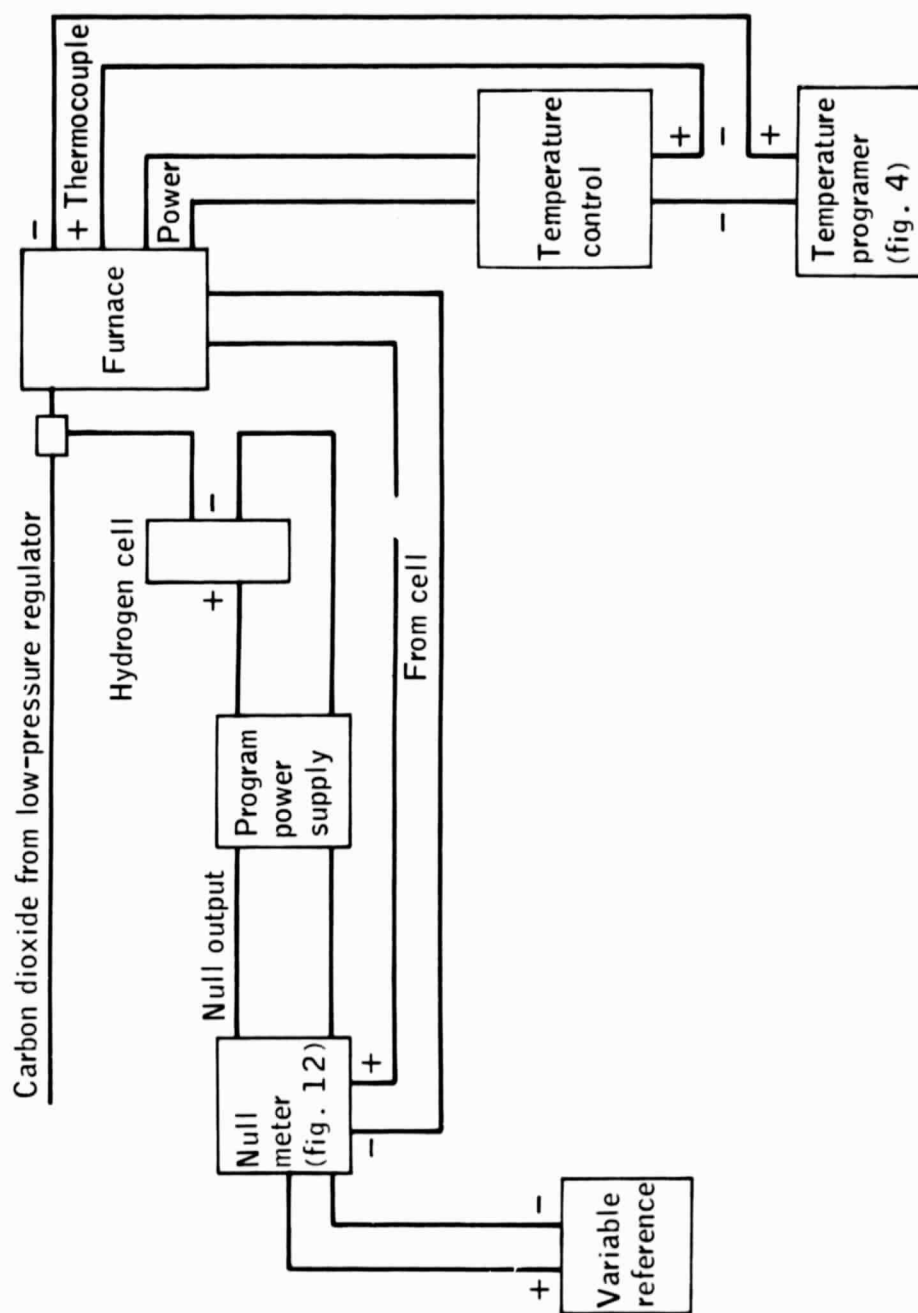 Carbon dioxide from low-pressure regulator
Hydrogen cell
+
-
Furnace
-
+ Thermocouple
Power
Null output
Null
meter
(fig. 12)
Program
power
supply
-
+
From cell
Temperature
control
+
-
-
+
Temperature
programer
(fig. 4)
+
-
Variable
reference